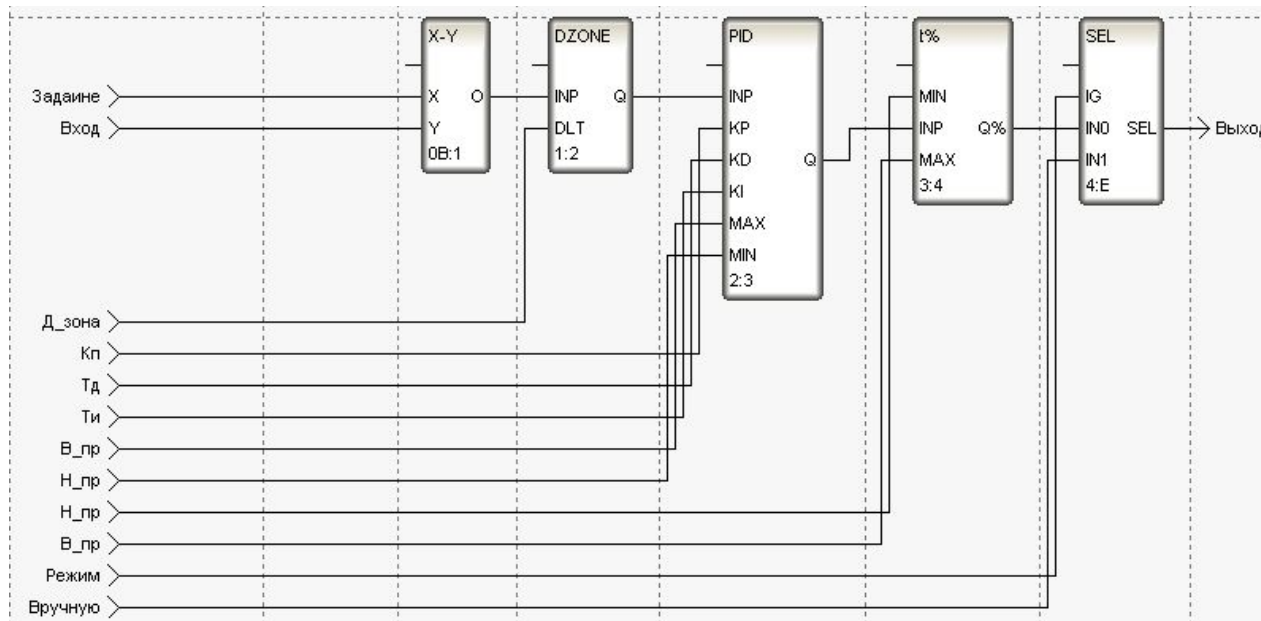 X-Y
DZONE
PID
t%
SEL
Задаине
X
O
INP
Q
INP
MIN
IG
Вход
Y
DLT
KP
INP
Q%
IN0
SEL
Выход
0B:1
1:2
KD
Q
MAX
IN1
KI
3:4
4:E
MAX
MIN
2:3
Д_зона
Кп
Тд
Ти
В_пр
Н_пр
Н_пр
В_пр
Режим
Вручную